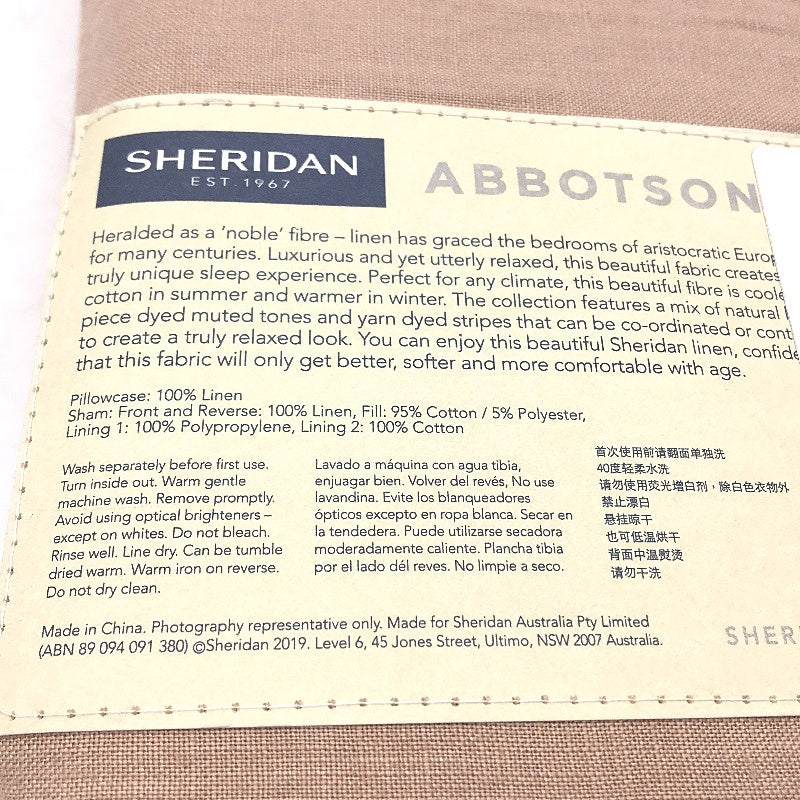 SHERIDAN
EST. 1967
ABBOTSON
Heralded as a ‘noble’ fibre – linen has graced the bedrooms of aristocratic
for many centuries. Luxurious and yet utterly relaxed, this beautiful fabric creates
truly unique sleep experience. Perfect for any climate, this beautiful fibre is
cotton in summer and warmer in winter. The collection features a mix of natural
piece dyed muted tones and yarn dyed stripes that can be co-ordinated or
to create a truly relaxed look. You can enjoy this beautiful Sheridan linen,
that this fabric will only get better, softer and more comfortable with age.
Pillowcase: 100% Linen
Sham: Front and Reverse: 100% Linen, Fill: 95% Cotton / 5% Polyester,
Lining 1: 100% Polypropylene, Lining 2: 100% Cotton
Wash separately before first use.
Turn inside out. Warm gentle
machine wash. Remove promptly.
Avoid using optical brighteners –
except on whites. Do not bleach.
Rinse well. Line dry. Can be tumble
dried warm. Warm iron on reverse.
Do not dry clean.
Lavado a máquina con agua tibia,
enjuagar bien. Volver del revés, No use
lavandina. Evite los blanqueadores
ópticos excepto en ropa blanca. Secar en
la tendedera. Puede utilizarse secadora
moderadamente caliente. Plancha tibia
por el lado dél reves. No limpie a seco.
首次使用前请翻面单独洗
40度轻柔水洗
请勿使用荧光增白剂，除白色衣物外
禁止漂白
悬挂晾干
也可低温烘干
背面中温熨烫
请勿干洗
Made in China. Photography representative only. Made for Sheridan Australia Pty Limited
(ABN 89 094 091 380) ©Sheridan 2019. Level 6, 45 Jones Street, Ultimo, NSW 2007 Australia.